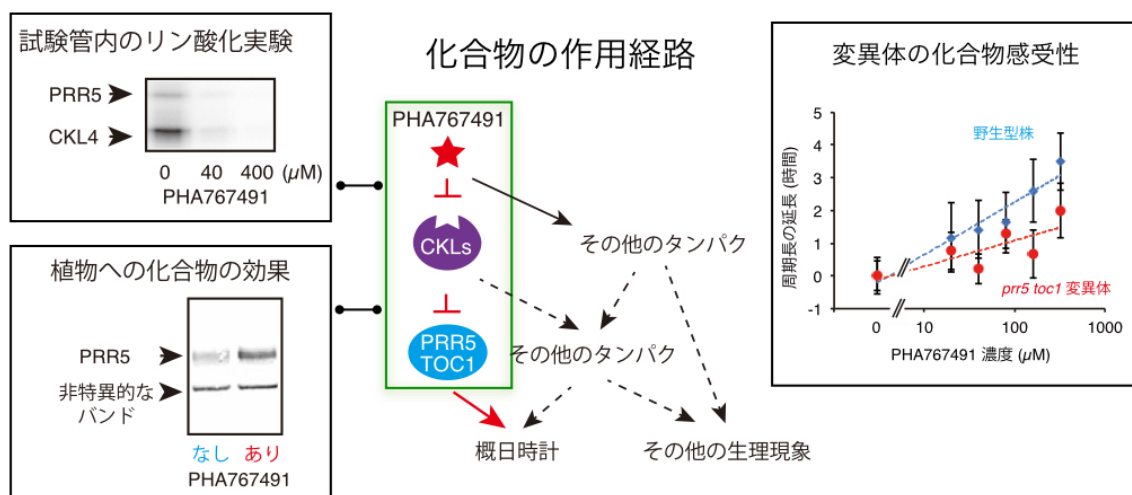 試験管内のリン酸化実験
PRR5
CKL4
0 40 400 (μM)
PHA767491
植物への化合物の効果
PRR5
非特異的な
バンド
なし あり
PHA767491
化合物の作用経路
PHA767491
CKLs
その他のタンパク
PRR5
TOC1
その他のタンパク
概日時計
その他の生理現象
変異体の化合物感受性
周期長の延長 (時間)
5
4
3
2
1
0
-1
野生型株
prr5 toc1 変異体
0 10 100 1000
PHA767491 濃度 (μM)